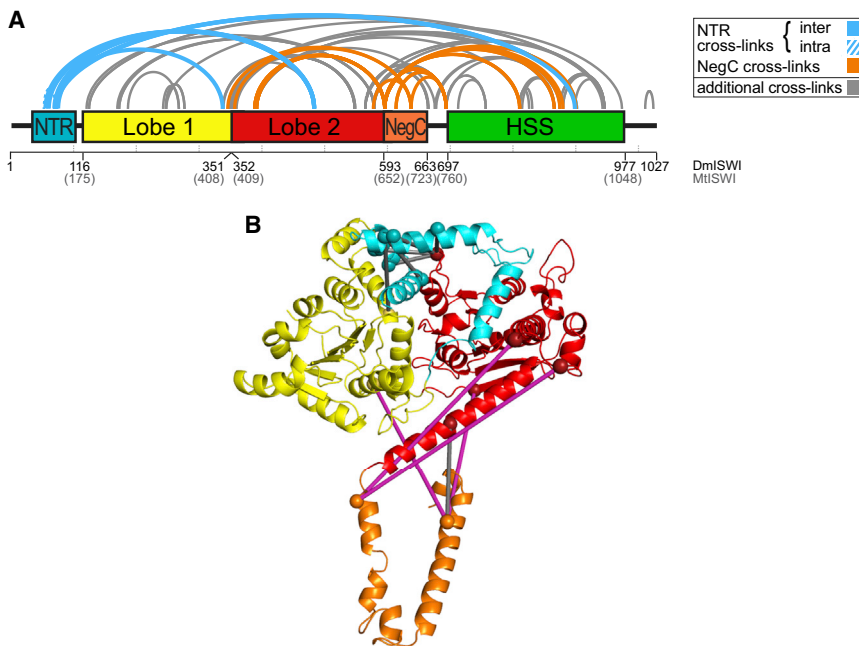 A
NTR cross-links { inter
intra
NegC cross-links
additional cross-links
NTR Lobe 1 Lobe 2 NegC HSS
1 116 351 352 593 663 697 977 1027 DmISWI
(175) (408) (409) (652) (723) (760) (1048) MtISWI
B